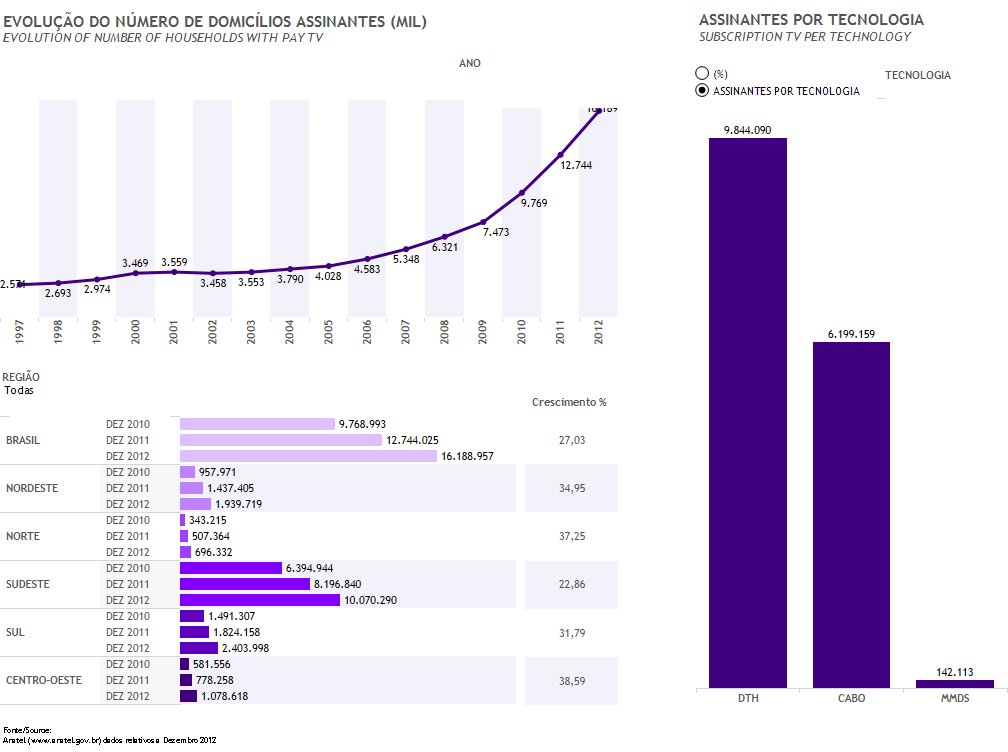 EVOLUÇÃO DO NÚMERO DE DOMICÍLIOS ASSINANTES (MIL)
EVOLUTION OF NUMBER OF HOUSEHOLDS WITH PAY TV
ANO
2.693
2.974
3.469
3.559
3.458
3.553
3.790
4.028
4.583
5.348
6.321
7.473
9.769
12.744
1997
1998
1999
2000
2001
2002
2003
2004
2005
2006
2007
2008
2009
2010
2011
2012
REGIÃO
Todas
Crescimento %
BRASIL
DEZ 2010 9.768.993
DEZ 2011 12.744.025 27,03
DEZ 2012 16.188.957
NORDESTE
DEZ 2010 957.971
DEZ 2011 1.437.405 34,95
DEZ 2012 1.939.719
NORTE
DEZ 2010 343.215
DEZ 2011 507.364 37,25
DEZ 2012 696.332
SUDESTE
DEZ 2010 6.394.944
DEZ 2011 8.196.840 22,86
DEZ 2012 10.070.290
SUL
DEZ 2010 1.491.307
DEZ 2011 1.824.158 31,79
DEZ 2012 2.403.998
CENTRO-OESTE
DEZ 2010 581.556
DEZ 2011 778.258 38,59
DEZ 2012 1.078.618
Fonte/Source:
Anatel (www.anatel.gov.br) dados relativos a Dezembro 2012
ASSINANTES POR TECNOLOGIA
SUBSCRIPTION TV PER TECHNOLOGY
(%)
ASSINANTES POR TECNOLOGIA
TECNOLOGIA
9.844.090
6.199.159
142.113
DTH
CABO
MMDS